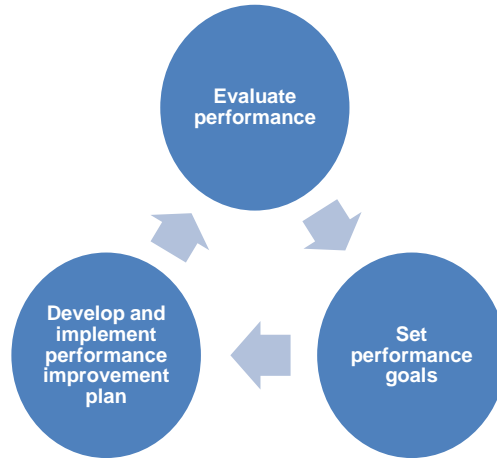 Evaluate
performance
Set
performance
goals
Develop and
implement
performance
improvement
plan